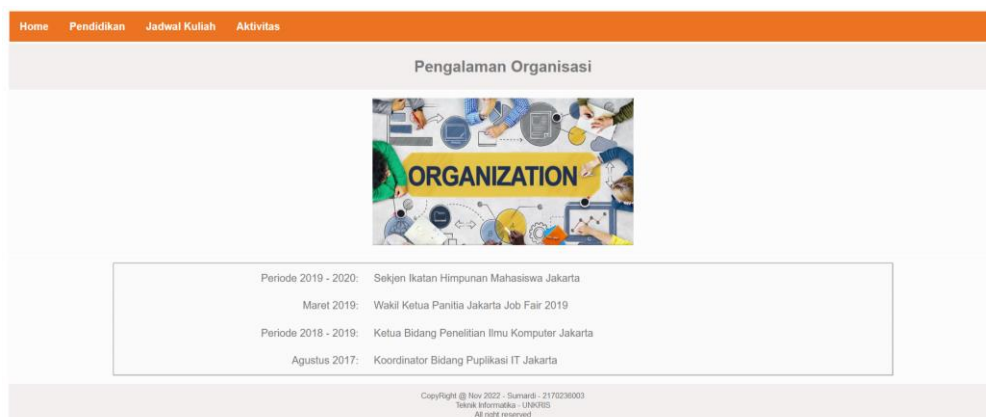 Home Pendidikan Jadwal Kuliah Aktivitas
Pengalaman Organisasi
ORGANIZATION
Periode 2019 - 2020: Sekjen Ikatan Himpunan Mahasiswa Jakarta
Maret 2019: Wakil Ketua Panitia Jakarta Job Fair 2019
Periode 2018 - 2019: Ketua Bidang Penelitian Ilmu Komputer Jakarta
Agustus 2017: Koordinator Bidang Puplikasi IT Jakarta
CopyRight @ Nov 2022 - Sumardi - 2170236003
Teknik Informatika - UNKRIS
All right reserved